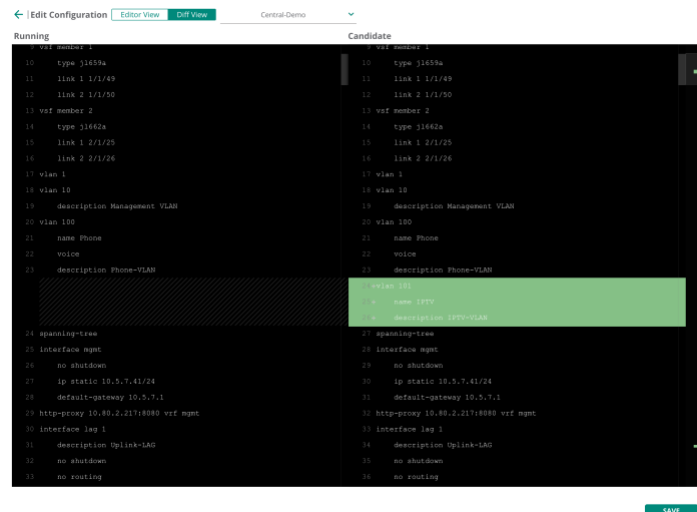 Edit Configuration Editor View Diff View Central-Demo
Running
9 vsf member 1
10 type jl659a
11 link 1 1/1/49
12 link 2 1/1/50
13 vsf member 2
14 type jl662a
15 link 1 2/1/25
16 link 2 2/1/26
17 vlan 1
18 vlan 10
19 description Management VLAN
20 vlan 100
21 name Phone
22 voice
23 description Phone-VLAN
24 spanning-tree
25 interface mgmt
26 no shutdown
27 ip static 10.5.7.41/24
28 default-gateway 10.5.7.1
29 http-proxy 10.80.2.217:8080 vrf mgmt
30 interface lag 1
31 description Uplink-LAG
32 no shutdown
33 no routing
Candidate
9 vsf member 1
10 type jl659a
11 link 1 1/1/49
12 link 2 1/1/50
13 vsf member 2
14 type jl662a
15 link 1 2/1/25
16 link 2 2/1/26
17 vlan 1
18 vlan 10
19 description Management VLAN
20 vlan 100
21 name Phone
22 voice
23 description Phone-VLAN
24+vlan 101
25+ name IPTV
26+ description IPTV-VLAN
27 spanning-tree
28 interface mgmt
29 no shutdown
30 ip static 10.5.7.41/24
31 default-gateway 10.5.7.1
32 http-proxy 10.80.2.217:8080 vrf mgmt
33 interface lag 1
34 description Uplink-LAG
35 no shutdown
36 no routing
SAVE